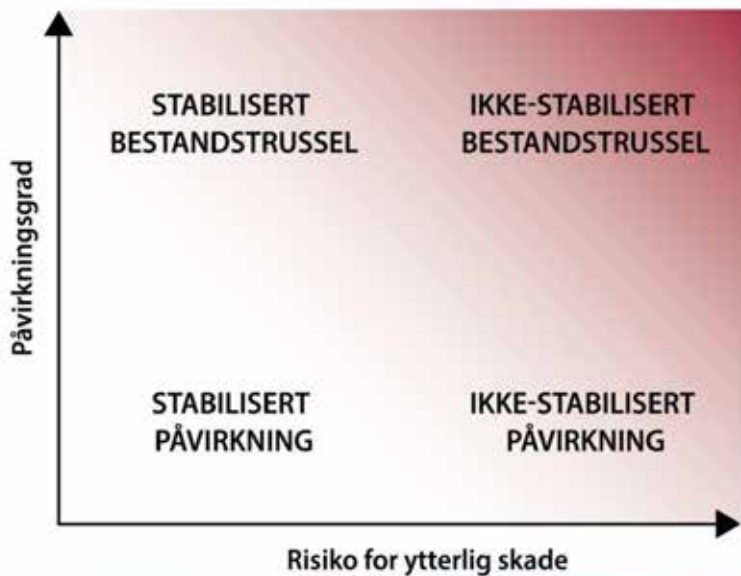 STABILISERT
BESTANDSTRUSSEL
IKKE-STABILISERT
BESTANDSTRUSSEL
Påvirkningsgrad
STABILISERT
PÅVIRKNING
IKKE-STABILISERT
PÅVIRKNING
Risiko for ytterlig skade